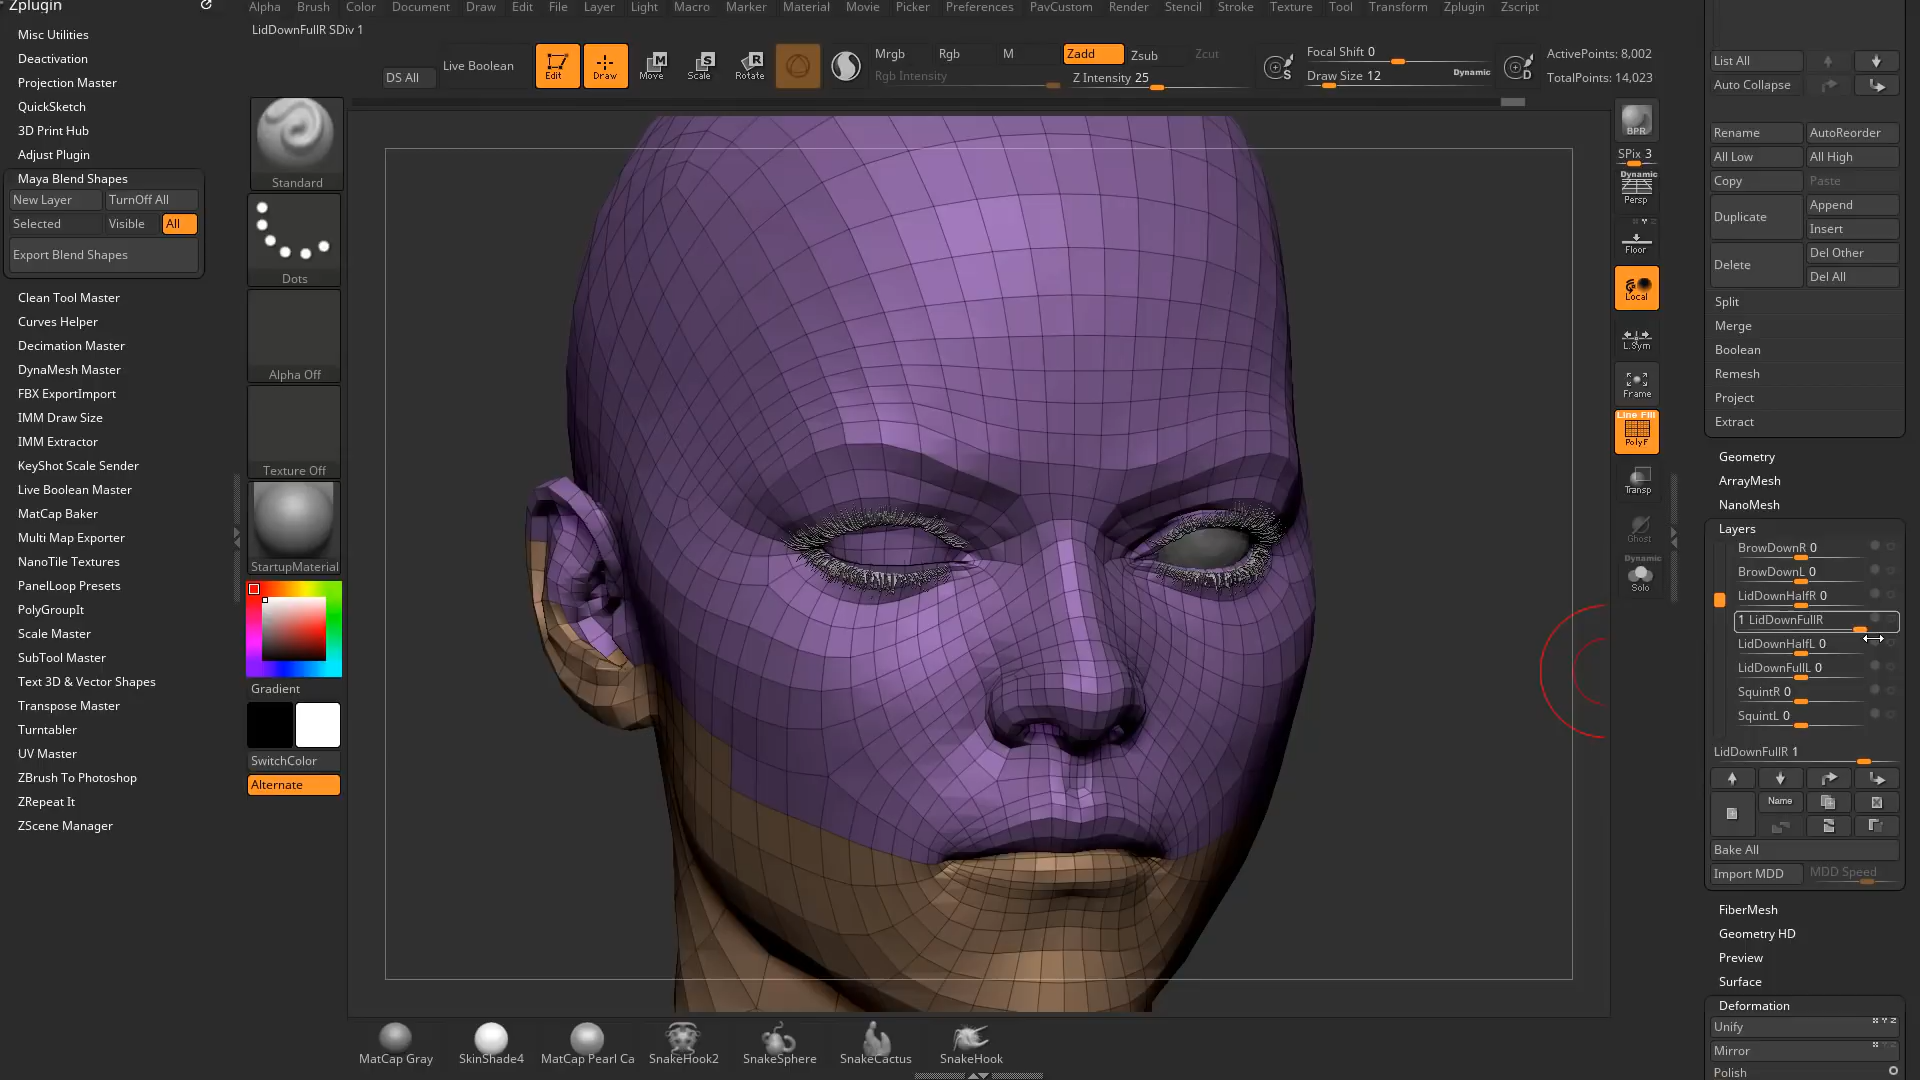 Zplugin
Misc Utilities
Deactivation
Projection Master
QuickSketch
3D Print Hub
Adjust Plugin
Maya Blend Shapes
New Layer TurnOff All
Selected Visible All
Export Blend Shapes
Clean Tool Master
Curves Helper
Decimation Master
DynaMesh Master
FBX ExportImport
IMM Draw Size
IMM Extractor
KeyShot Scale Sender
Live Boolean Master
MatCap Baker
Multi Map Exporter
NanoTile Textures
PanelLoop Presets
PolyGroupIt
Scale Master
SubTool Master
Text 3D & Vector Shapes
Transpose Master
Turntabler
UV Master
ZBrush To Photoshop
ZRepeat It
ZScene Manager
Alpha Brush Color Document Draw Edit File Layer Light Macro Marker Material Movie Picker Preferences PavCustom Render Stencil Stroke Texture Tool Transform Zplugin Zscript
LidDownFullR SDiv 1
DS All
Live Boolean
Edit
Draw
Move
Scale
Rotate
Mrgb Rgb M
Rgb Intensity
Zadd Zsub Zcut
Z Intensity 25
S
Focal Shift 0
Draw Size 12
Dynamic
D
ActivePoints: 8,002
TotalPoints: 14,023
Standard
Dots
Alpha Off
Texture Off
StartupMaterial
Gradient
SwitchColor
Alternate
BPR
SPix 3
Dynamic
Persp
Floor
Local
L.Sym
Frame
Line Fill
PolyF
Transp
Ghost
Dynamic
Solo
List All
Auto Collapse
Rename AutoReorder
All Low All High
Copy Paste
Duplicate Append
Insert
Delete Del Other
Del All
Split
Merge
Boolean
Remesh
Project
Extract
Geometry
ArrayMesh
NanoMesh
Layers
BrowDownR 0
BrowDownL 0
LidDownHalfR 0
1 LidDownFullR
LidDownHalfL 0
LidDownFullL 0
SquintR 0
SquintL 0
LidDownFullR 1
Name
Bake All
Import MDD MDD Speed
FiberMesh
Geometry HD
Preview
Surface
Deformation
Unify
Mirror
Polish
MatCap Gray SkinShade4 MatCap Pearl Ca SnakeHook2 SnakeSphere SnakeCactus SnakeHook